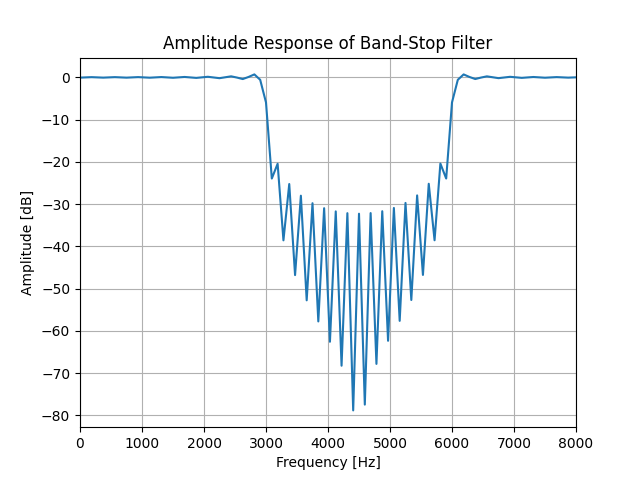 Amplitude Response of Band-Stop Filter
0
−10
−20
−30
−40
−50
−60
−70
−80
Amplitude [dB]
0 1000 2000 3000 4000 5000 6000 7000 8000
Frequency [Hz]